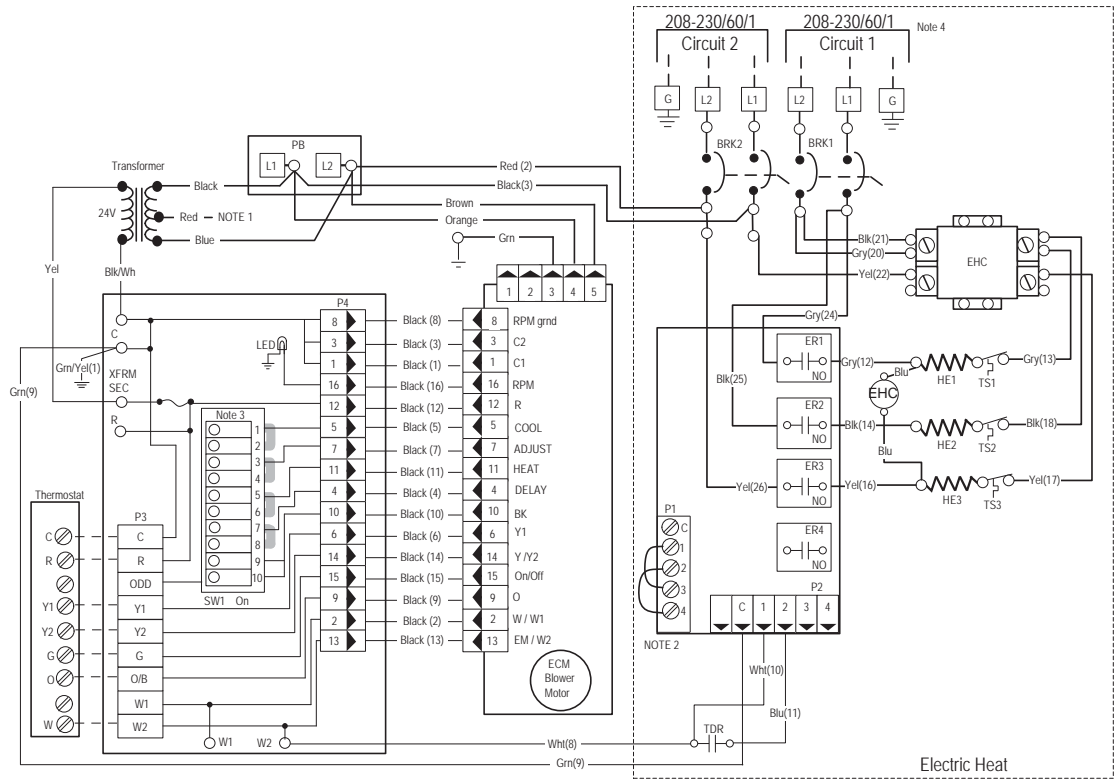 208-230/60/1
Circuit 2
208-230/60/1
Circuit 1
Note 4
G
L2
L1
L2
L1
G
BRK2
BRK1
PB
L1
L2
Red (2)
Black(3)
Transformer
24V
Black
Red
NOTE 1
Blue
Brown
Orange
Grn
Yel
Blk/Wh
1
2
3
4
5
Blk(21)
Gry(20)
Yel(22)
EHC
Gry(24)
Blk(25)
C
Grn/Yel(1)
Grn(9)
XFRM
SEC
R
LED
P4
8
3
1
16
12
5
7
11
4
10
6
14
15
9
2
13
Black (8)
Black (3)
Black (1)
Black (16)
Black (12)
Black (5)
Black (7)
Black (11)
Black (4)
Black (10)
Black (6)
Black (14)
Black (15)
Black (9)
Black (2)
Black (13)
8 RPM grnd
3 C2
1 C1
16 RPM
12 R
5 COOL
7 ADJUST
11 HEAT
4 DELAY
10 BK
6 Y1
14 Y /Y2
15 On/Off
9 O
2 W / W1
13 EM / W2
ECM
Blower
Motor
Note 3
1
2
3
4
5
6
7
8
9
10
SW1 On
Thermostat
C
R
Y1
Y2
G
O
W
P3
C
R
ODD
Y1
Y2
G
O/B
W1
W2
W1
W2
ER1
NO
ER2
NO
ER3
NO
ER4
NO
Gry(12)
Blu
HE1
TS1
Gry(13)
EHC
Blk(14)
HE2
TS2
Blk(18)
Blu
Yel(26)
Yel(16)
HE3
TS3
Yel(17)
P1
C
1
2
3
4
NOTE 2
P2
C
1
2
3
4
Wht(10)
Blu(11)
TDR
Wht(8)
Grn(9)
Electric Heat